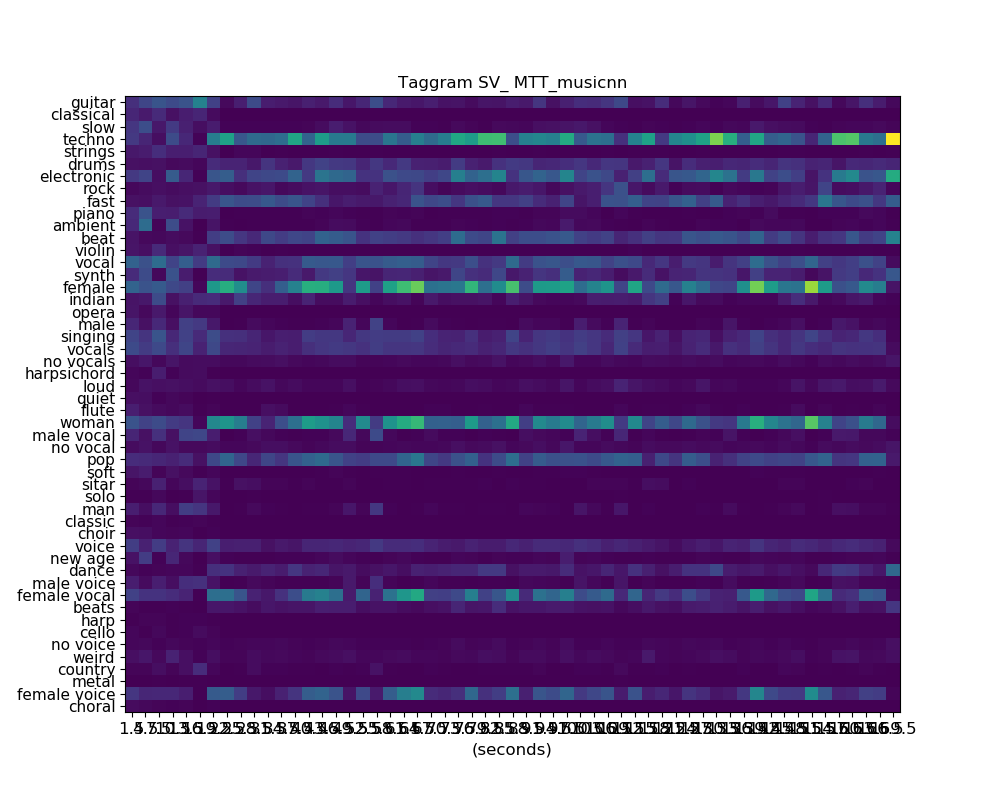 Taggram SV_ MTT_musicnn
guitar
classical
slow
techno
strings
drums
electronic
rock
fast
piano
ambient
beat
violin
vocal
synth
female
indian
opera
male
singing
vocals
no vocals
harpsichord
loud
quiet
flute
woman
male vocal
no vocal
pop
soft
sitar
solo
man
classic
choir
voice
new age
dance
male voice
female vocal
beats
harp
cello
no voice
weird
country
metal
female voice
choral
(seconds)